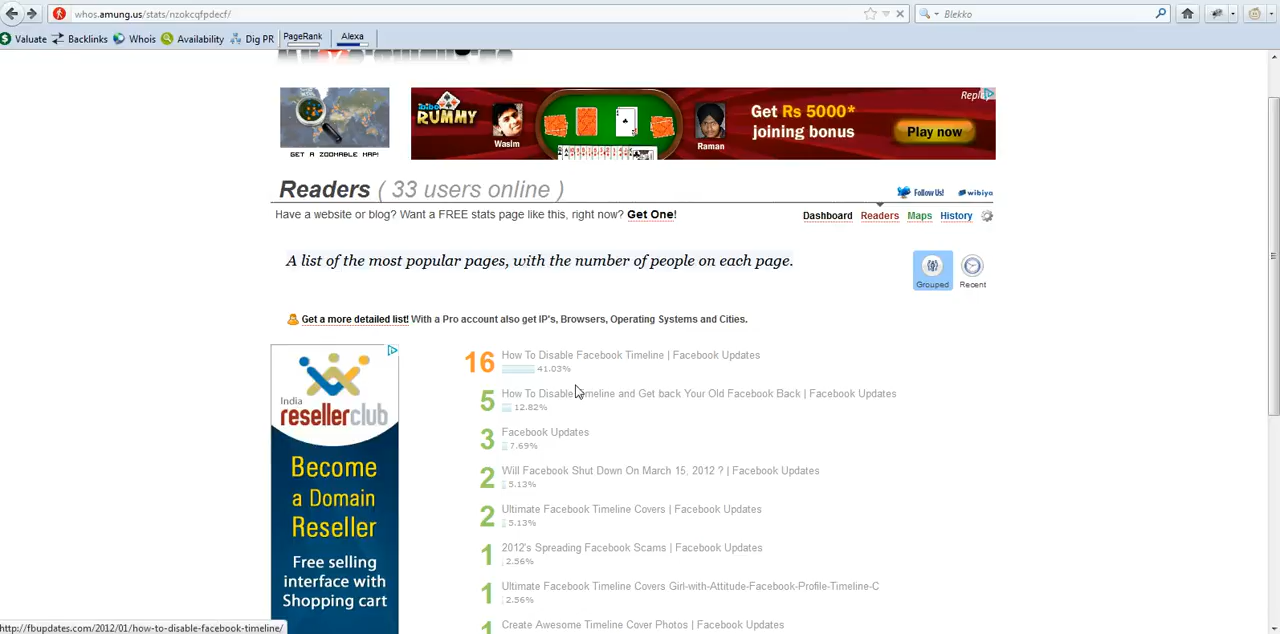 whos.amung.us/stats/nzokcqfpdecf/
Blekko
Valuate Backlinks Whois Availability Dig PR PageRank Alexa
GET A ZOOMABLE MAP!
ibibo
RUMMY
Wasim
Raman
Get Rs 5000*
joining bonus
Play now
Readers ( 33 users online )
Follow Us! wibiya
Have a website or blog? Want a FREE stats page like this, right now? Get One!
Dashboard Readers Maps History
A list of the most popular pages, with the number of people on each page.
Grouped Recent
Get a more detailed list! With a Pro account also get IP's, Browsers, Operating Systems and Cities.
India
resellerclub
Become
a Domain
Reseller
Free selling
interface with
Shopping cart
16 How To Disable Facebook Timeline | Facebook Updates
41.03%
5 How To Disable Timeline and Get back Your Old Facebook Back | Facebook Updates
12.82%
3 Facebook Updates
7.69%
2 Will Facebook Shut Down On March 15, 2012 ? | Facebook Updates
5.13%
2 Ultimate Facebook Timeline Covers | Facebook Updates
5.13%
1 2012's Spreading Facebook Scams | Facebook Updates
2.56%
1 Ultimate Facebook Timeline Covers Girl-with-Attitude-Facebook-Profile-Timeline-C
2.56%
1 Create Awesome Timeline Cover Photos | Facebook Updates
http://fbupdates.com/2012/01/how-to-disable-facebook-timeline/